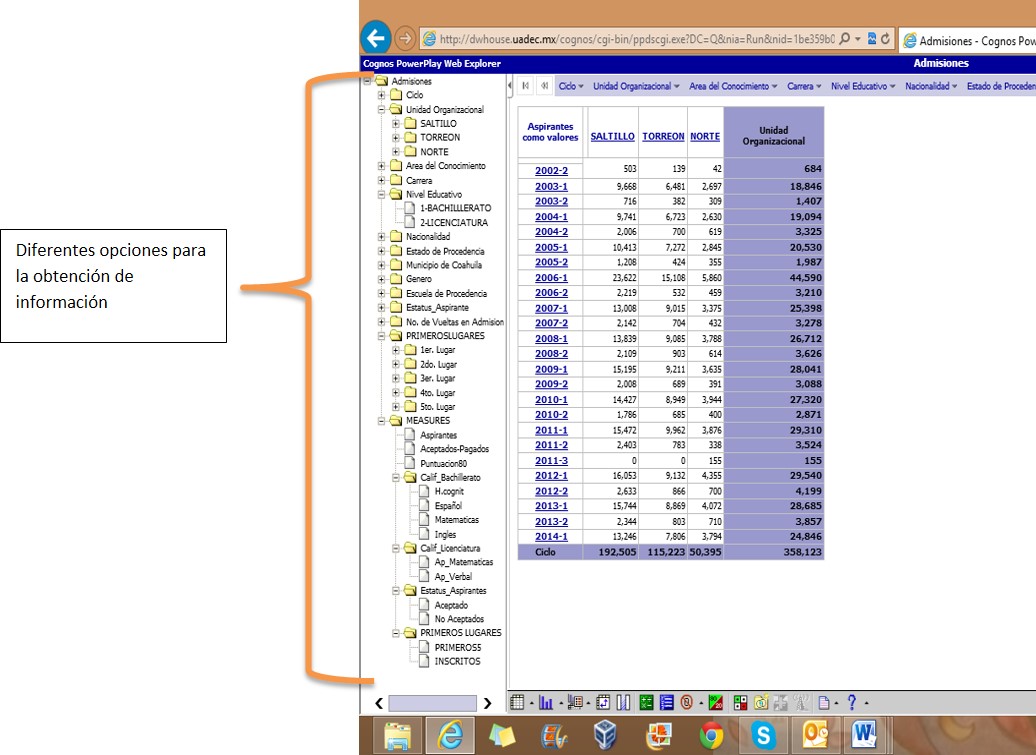 Diferentes opciones para
la obtención de
información
http://dwhouse.uadec.mx/cognos/cgi-bin/ppdscgi.exe?DC=Q&nia=Run&nid=1be359b0
Admisiones - Cognos Pow
Cognos PowerPlay Web Explorer
Admisiones
Admisiones
Ciclo
Unidad Organizacional
SALTILLO
TORREON
NORTE
Area del Conocimiento
Carrera
Nivel Educativo
1-BACHILLLERATO
2-LICENCIATURA
Nacionalidad
Estado de Procedencia
Municipio de Coahuila
Genero
Escuela de Procedencia
Estatus_Aspirante
No. de Vueltas en Admision
PRIMEROSLUGARES
1er. Lugar
2do. Lugar
3er. Lugar
4to. Lugar
5to. Lugar
MEASURES
Aspirantes
Aceptados-Pagados
Puntuacion80
Calif_Bachillerato
H.cognit
Español
Matematicas
Ingles
Calif_Licenciatura
Ap_Matematicas
Ap_Verbal
Estatus_Aspirantes
Aceptado
No Aceptados
PRIMEROS LUGARES
PRIMEROS5
INSCRITOS
Ciclo Unidad Organizacional Area del Conocimiento Carrera Nivel Educativo Nacionalidad Estado de Proceden
Aspirantes como valores SALTILLO TORREON NORTE Unidad Organizacional
2002-2 503 139 42 684
2003-1 9,668 6,481 2,697 18,846
2003-2 716 382 309 1,407
2004-1 9,741 6,723 2,630 19,094
2004-2 2,006 700 619 3,325
2005-1 10,413 7,272 2,845 20,530
2005-2 1,208 424 355 1,987
2006-1 23,622 15,108 5,860 44,590
2006-2 2,219 532 459 3,210
2007-1 13,008 9,015 3,375 25,398
2007-2 2,142 704 432 3,278
2008-1 13,839 9,085 3,788 26,712
2008-2 2,109 903 614 3,626
2009-1 15,195 9,211 3,635 28,041
2009-2 2,008 689 391 3,088
2010-1 14,427 8,949 3,944 27,320
2010-2 1,786 685 400 2,871
2011-1 15,472 9,962 3,876 29,310
2011-2 2,403 783 338 3,524
2011-3 0 0 155 155
2012-1 16,053 9,132 4,355 29,540
2012-2 2,633 866 700 4,199
2013-1 15,744 8,869 4,072 28,685
2013-2 2,344 803 710 3,857
2014-1 13,246 7,806 3,794 24,846
Ciclo 192,505 115,223 50,395 358,123